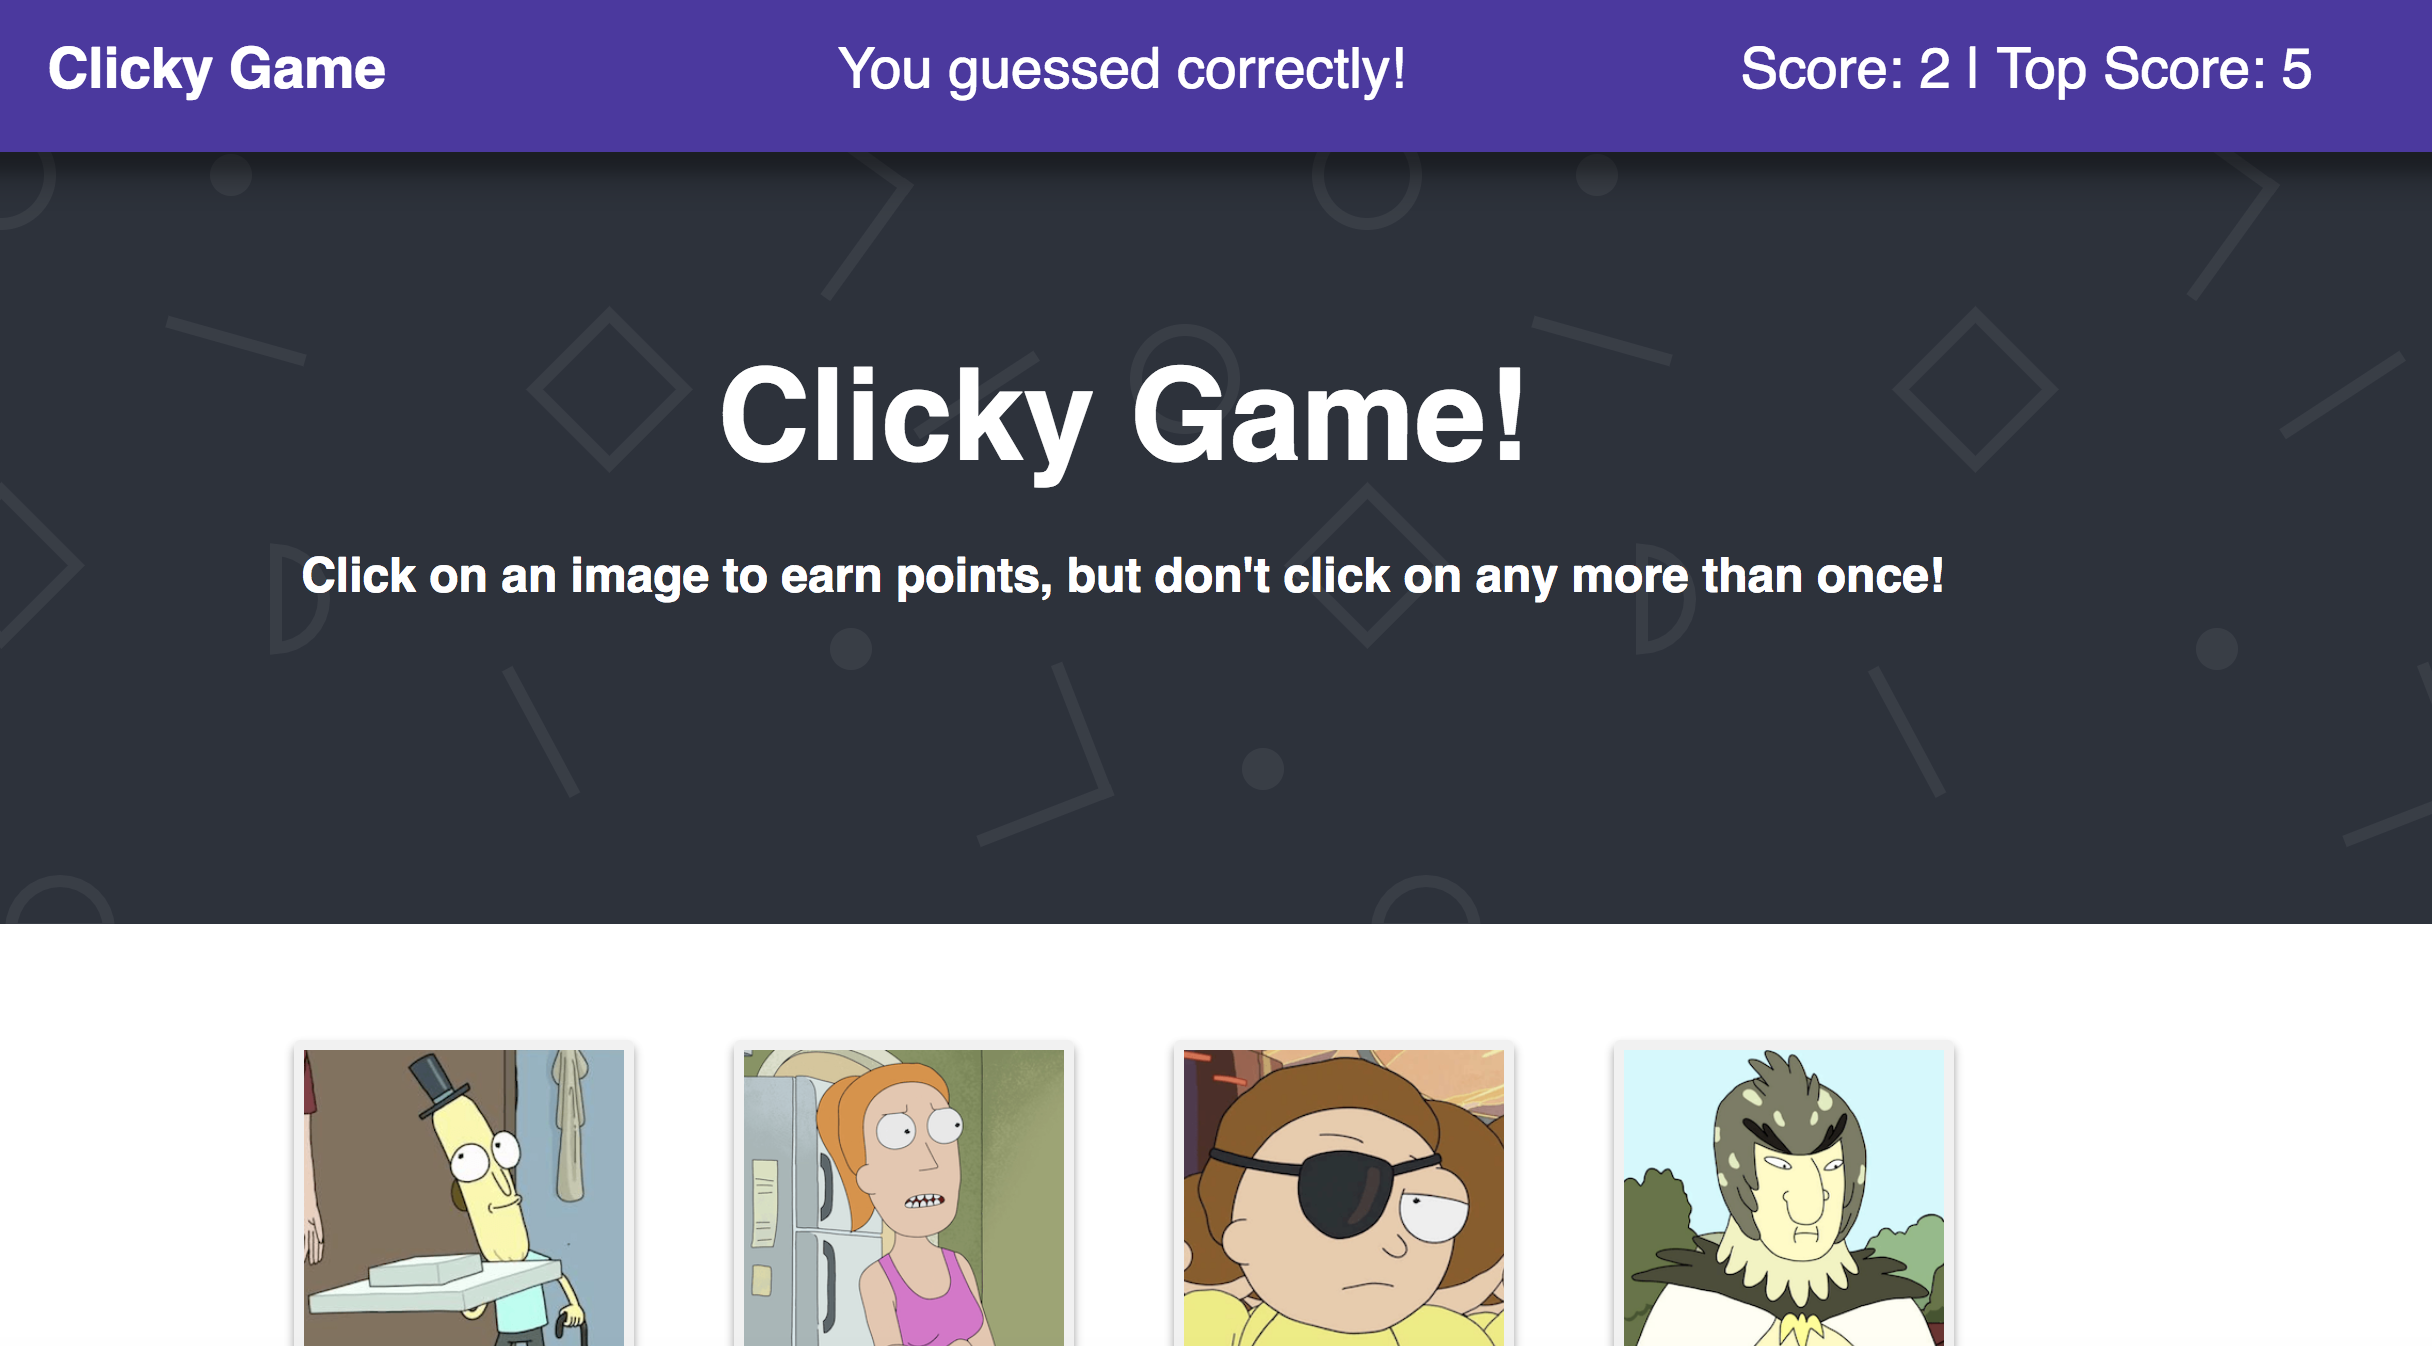 Clicky Game
You guessed correctly!
Score: 2 | Top Score: 5
Clicky Game!
Click on an image to earn points, but don't click on any more than once!